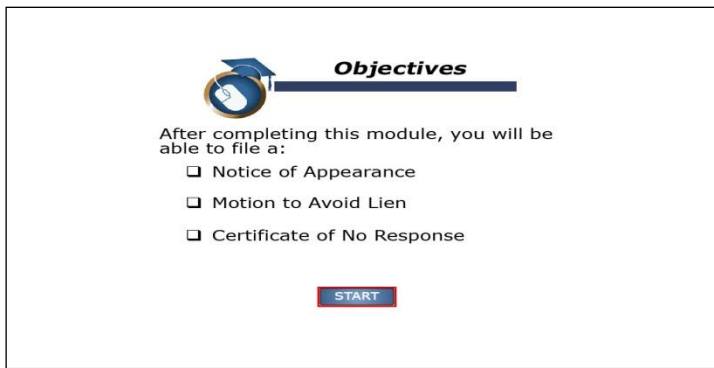 Objectives
After completing this module, you will be
able to file a:
❑ Notice of Appearance
❑ Motion to Avoid Lien
❑ Certificate of No Response
START